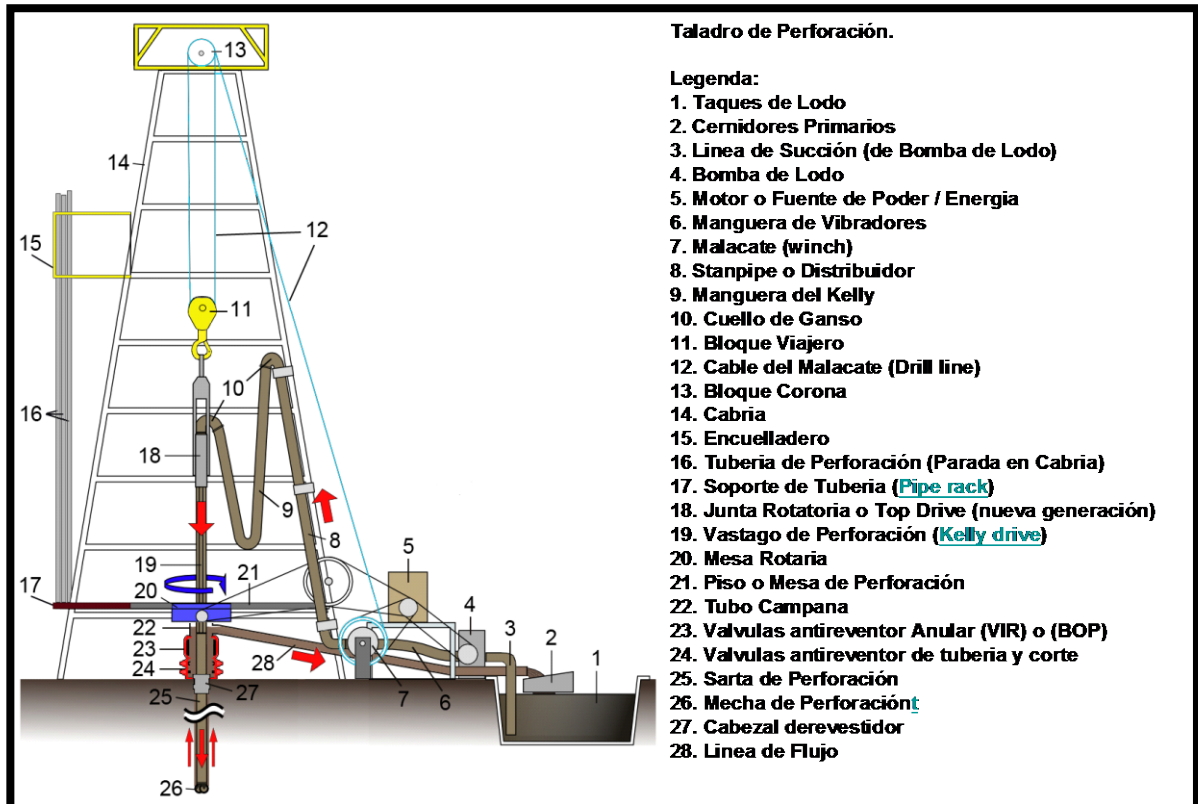 Taladro de Perforación.
Legenda:
1. Taques de Lodo
2. Cernidores Primarios
3. Linea de Succión (de Bomba de Lodo)
4. Bomba de Lodo
5. Motor o Fuente de Poder / Energia
6. Manguera de Vibradores
7. Malacate (winch)
8. Stanpipe o Distribuidor
9. Manguera del Kelly
10. Cuello de Ganso
11. Bloque Viajero
12. Cable del Malacate (Drill line)
13. Bloque Corona
14. Cabria
15. Encuelladero
16. Tuberia de Perforación (Parada en Cabria)
17. Soporte de Tuberia (Pipe rack)
18. Junta Rotatoria o Top Drive (nueva generación)
19. Vastago de Perforación (Kelly drive)
20. Mesa Rotaria
21. Piso o Mesa de Perforación
22. Tubo Campana
23. Valvulas antireventor Anular (VIR) o (BOP)
24. Valvulas antireventor de tuberia y corte
25. Sarta de Perforación
26. Mecha de Perforaciónt
27. Cabezal derevestidor
28. Linea de Flujo
13
14
15
12
11
10
16
18
9
8
5
19
21
17
20
4
22
3
2
23
1
28
24
27
25
7
6
26